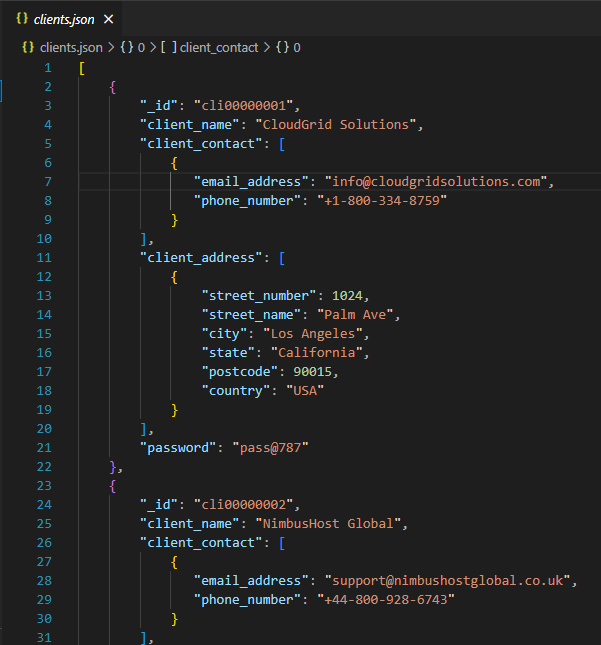 {} clients.json ×
{} clients.json > {} 0 > [ ] client_contact > {} 0
1 [
2 {
3 "_id": "cli00000001",
4 "client_name": "CloudGrid Solutions",
5 "client_contact": [
6 {
7 "email_address": "info@cloudgridsolutions.com",
8 "phone_number": "+1-800-334-8759"
9 }
10 ],
11 "client_address": [
12 {
13 "street_number": 1024,
14 "street_name": "Palm Ave",
15 "city": "Los Angeles",
16 "state": "California",
17 "postcode": 90015,
18 "country": "USA"
19 }
20 ],
21 "password": "pass@787"
22 },
23 {
24 "_id": "cli00000002",
25 "client_name": "NimbusHost Global",
26 "client_contact": [
27 {
28 "email_address": "support@nimbushostglobal.co.uk",
29 "phone_number": "+44-800-928-6743"
30 }
31 ],